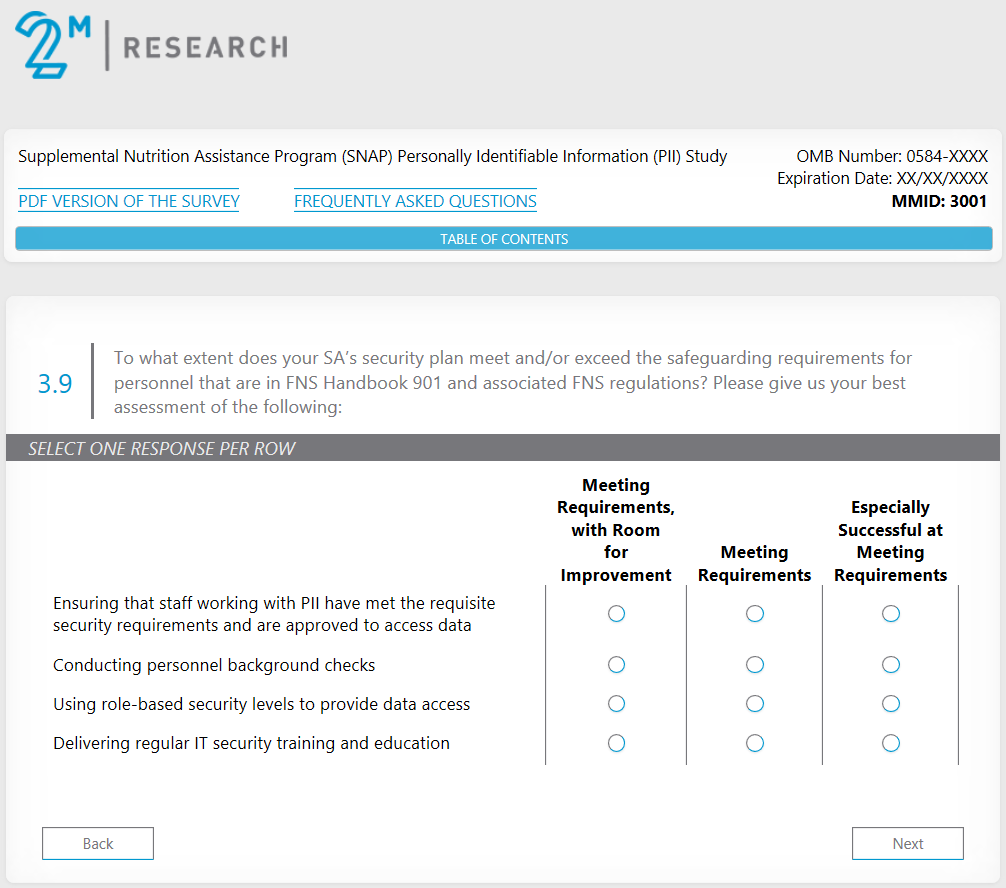 2M RESEARCH
Supplemental Nutrition Assistance Program (SNAP) Personally Identifiable Information (PII) Study
OMB Number: 0584-XXXX
Expiration Date: XX/XX/XXXX
PDF VERSION OF THE SURVEY
FREQUENTLY ASKED QUESTIONS
MMID: 3001
TABLE OF CONTENTS
3.9
To what extent does your SA's security plan meet and/or exceed the safeguarding requirements for
personnel that are in FNS Handbook 901 and associated FNS regulations? Please give us your best
assessment of the following:
SELECT ONE RESPONSE PER ROW
Meeting
Requirements,
with Room
for
Improvement
Meeting
Requirements
Especially
Successful at
Meeting
Requirements
Ensuring that staff working with PII have met the requisite
security requirements and are approved to access data
Conducting personnel background checks
Using role-based security levels to provide data access
Delivering regular IT security training and education
Back
Next